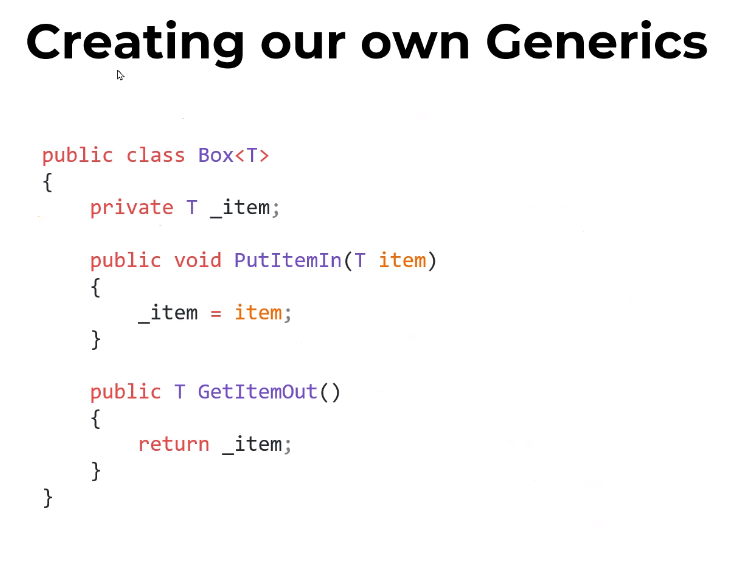 Creating our own Generics
public class Box<T>
{
    private T _item;

    public void PutItemIn(T item)
    {
        _item = item;
    }

    public T GetItemOut()
    {
        return _item;
    }
}